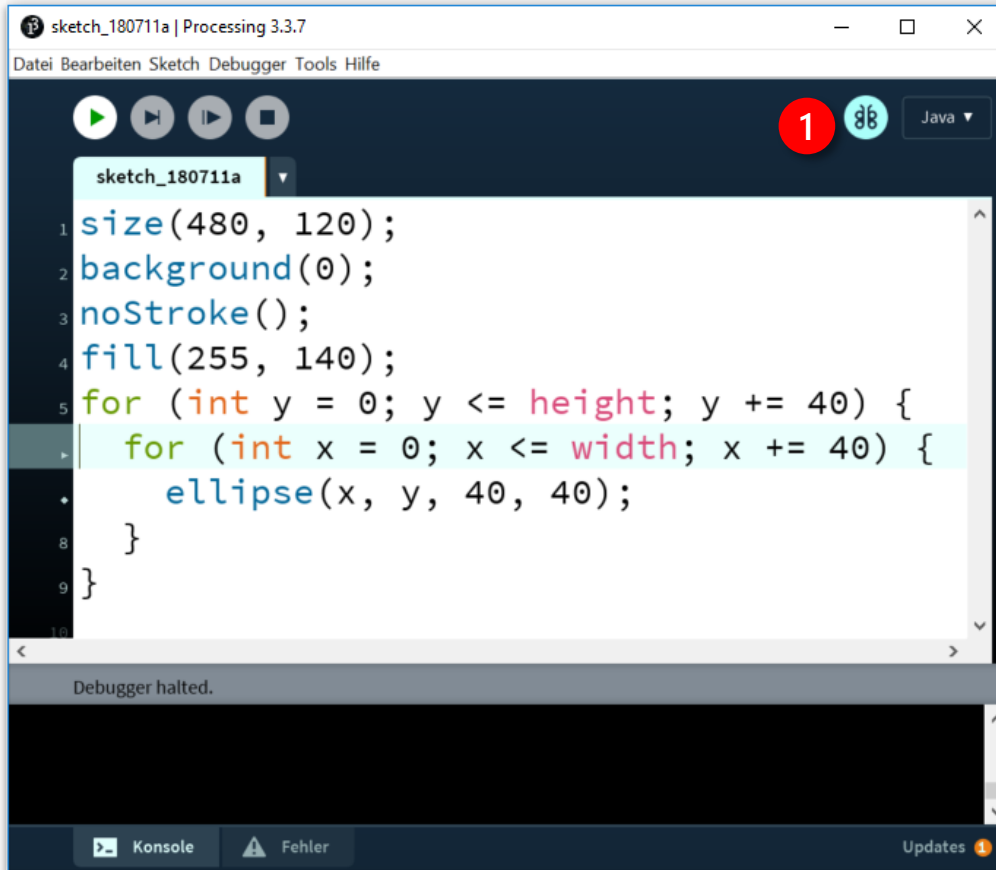 sketch_180711a | Processing 3.3.7
Datei Bearbeiten Sketch Debugger Tools Hilfe
1
Java ▼
sketch_180711a ▼
1 size(480, 120);
2 background(0);
3 noStroke();
4 fill(255, 140);
5 for (int y = 0; y <= height; y += 40) {
for (int x = 0; x <= width; x += 40) {
ellipse(x, y, 40, 40);
8 }
9 }
10
Debugger halted.
>_ Konsole
Fehler
Updates 1